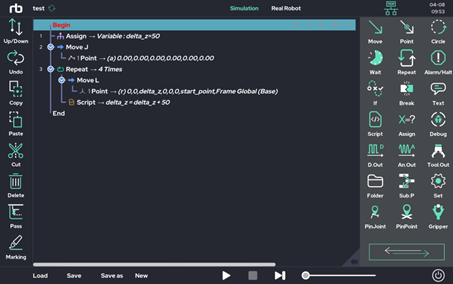 rb test Simulation Real Robot 04-08
09:53
Up/Down
Undo
Copy
Paste
Cut
Delete
Pass
Marking
Begin
1 Assign → Variable : delta_z=50
2 Move J
1 Point → (a) 0.00,0.00,0.00,0.00,0.00,0.00
3 Repeat → 4 Times
Move L
1 Point → (r) 0,0,delta_z,0,0,0,start_point,Frame Global (Base)
Script → delta_z = delta_z + 50
End
Move Point Circle
Wait Repeat Alarm/Halt
If Break Text
Script Assign Debug
D.Out An.Out Tool.Out
Folder Sub.P Set
PinJoint PinPoint Gripper
Load Save Save as New